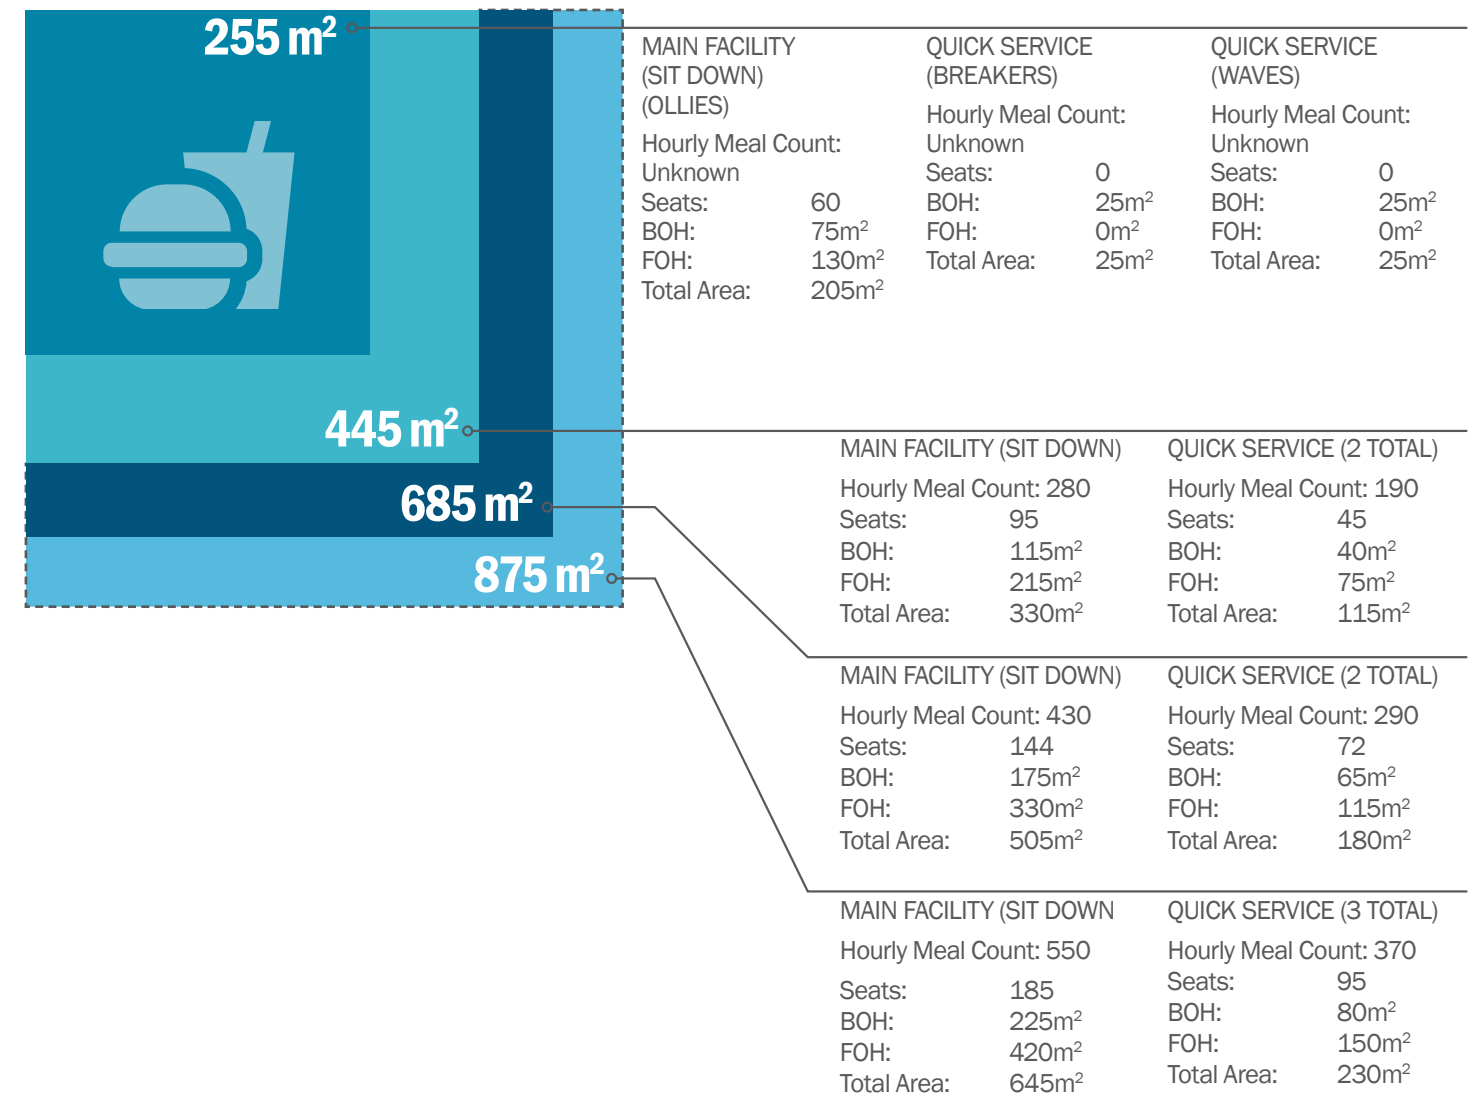 255 m²
445 m²
685 m²
875 m²
MAIN FACILITY
(SIT DOWN)
(OLLIES)
Hourly Meal Count:
Unknown
Seats: 60
BOH: 75m²
FOH: 130m²
Total Area: 205m²
QUICK SERVICE
(BREAKERS)
Hourly Meal Count:
Unknown
Seats: 0
BOH: 25m²
FOH: 0m²
Total Area: 25m²
QUICK SERVICE
(WAVES)
Hourly Meal Count:
Unknown
Seats: 0
BOH: 25m²
FOH: 0m²
Total Area: 25m²
MAIN FACILITY (SIT DOWN)
Hourly Meal Count: 280
Seats: 95
BOH: 115m²
FOH: 215m²
Total Area: 330m²
QUICK SERVICE (2 TOTAL)
Hourly Meal Count: 190
Seats: 45
BOH: 40m²
FOH: 75m²
Total Area: 115m²
MAIN FACILITY (SIT DOWN)
Hourly Meal Count: 430
Seats: 144
BOH: 175m²
FOH: 330m²
Total Area: 505m²
QUICK SERVICE (2 TOTAL)
Hourly Meal Count: 290
Seats: 72
BOH: 65m²
FOH: 115m²
Total Area: 180m²
MAIN FACILITY (SIT DOWN
Hourly Meal Count: 550
Seats: 185
BOH: 225m²
FOH: 420m²
Total Area: 645m²
QUICK SERVICE (3 TOTAL)
Hourly Meal Count: 370
Seats: 95
BOH: 80m²
FOH: 150m²
Total Area: 230m²